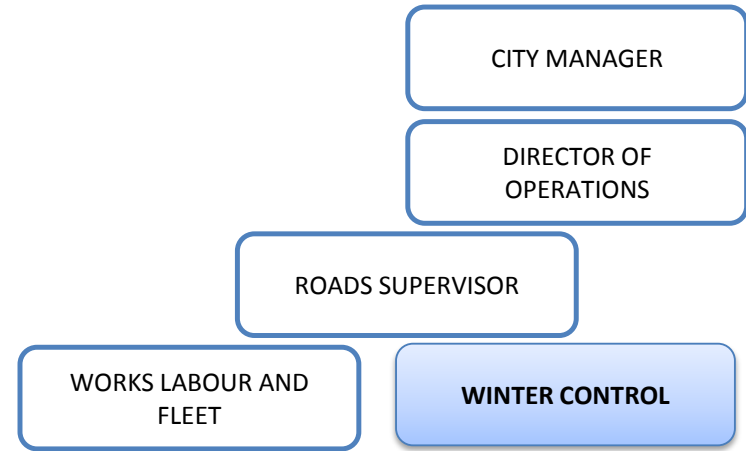 CITY MANAGER
DIRECTOR OF
OPERATIONS
ROADS SUPERVISOR
WORKS LABOUR AND
FLEET
WINTER CONTROL